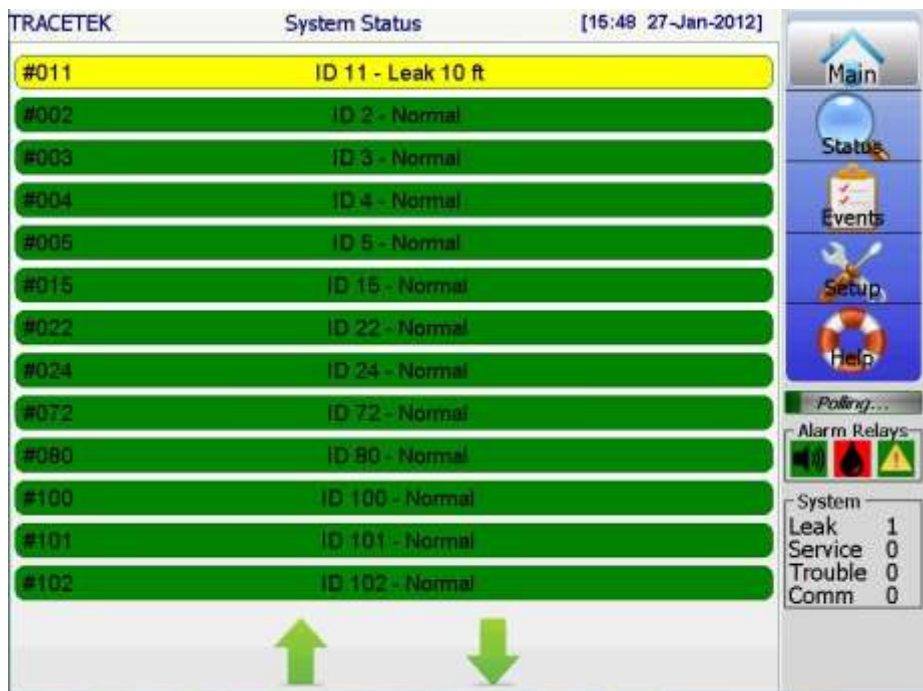 TRACETEK System Status [15:48 27-Jan-2012]
#011 ID 11 - Leak 10 ft
#002 ID 2 - Normal
#003 ID 3 - Normal
#004 ID 4 - Normal
#005 ID 5 - Normal
#015 ID 15 - Normal
#022 ID 22 - Normal
#024 ID 24 - Normal
#072 ID 72 - Normal
#080 ID 80 - Normal
#100 ID 100 - Normal
#101 ID 101 - Normal
#102 ID 102 - Normal
Main
Status
Events
Setup
Help
Polling...
Alarm Relays
System
Leak 1
Service 0
Trouble 0
Comm 0